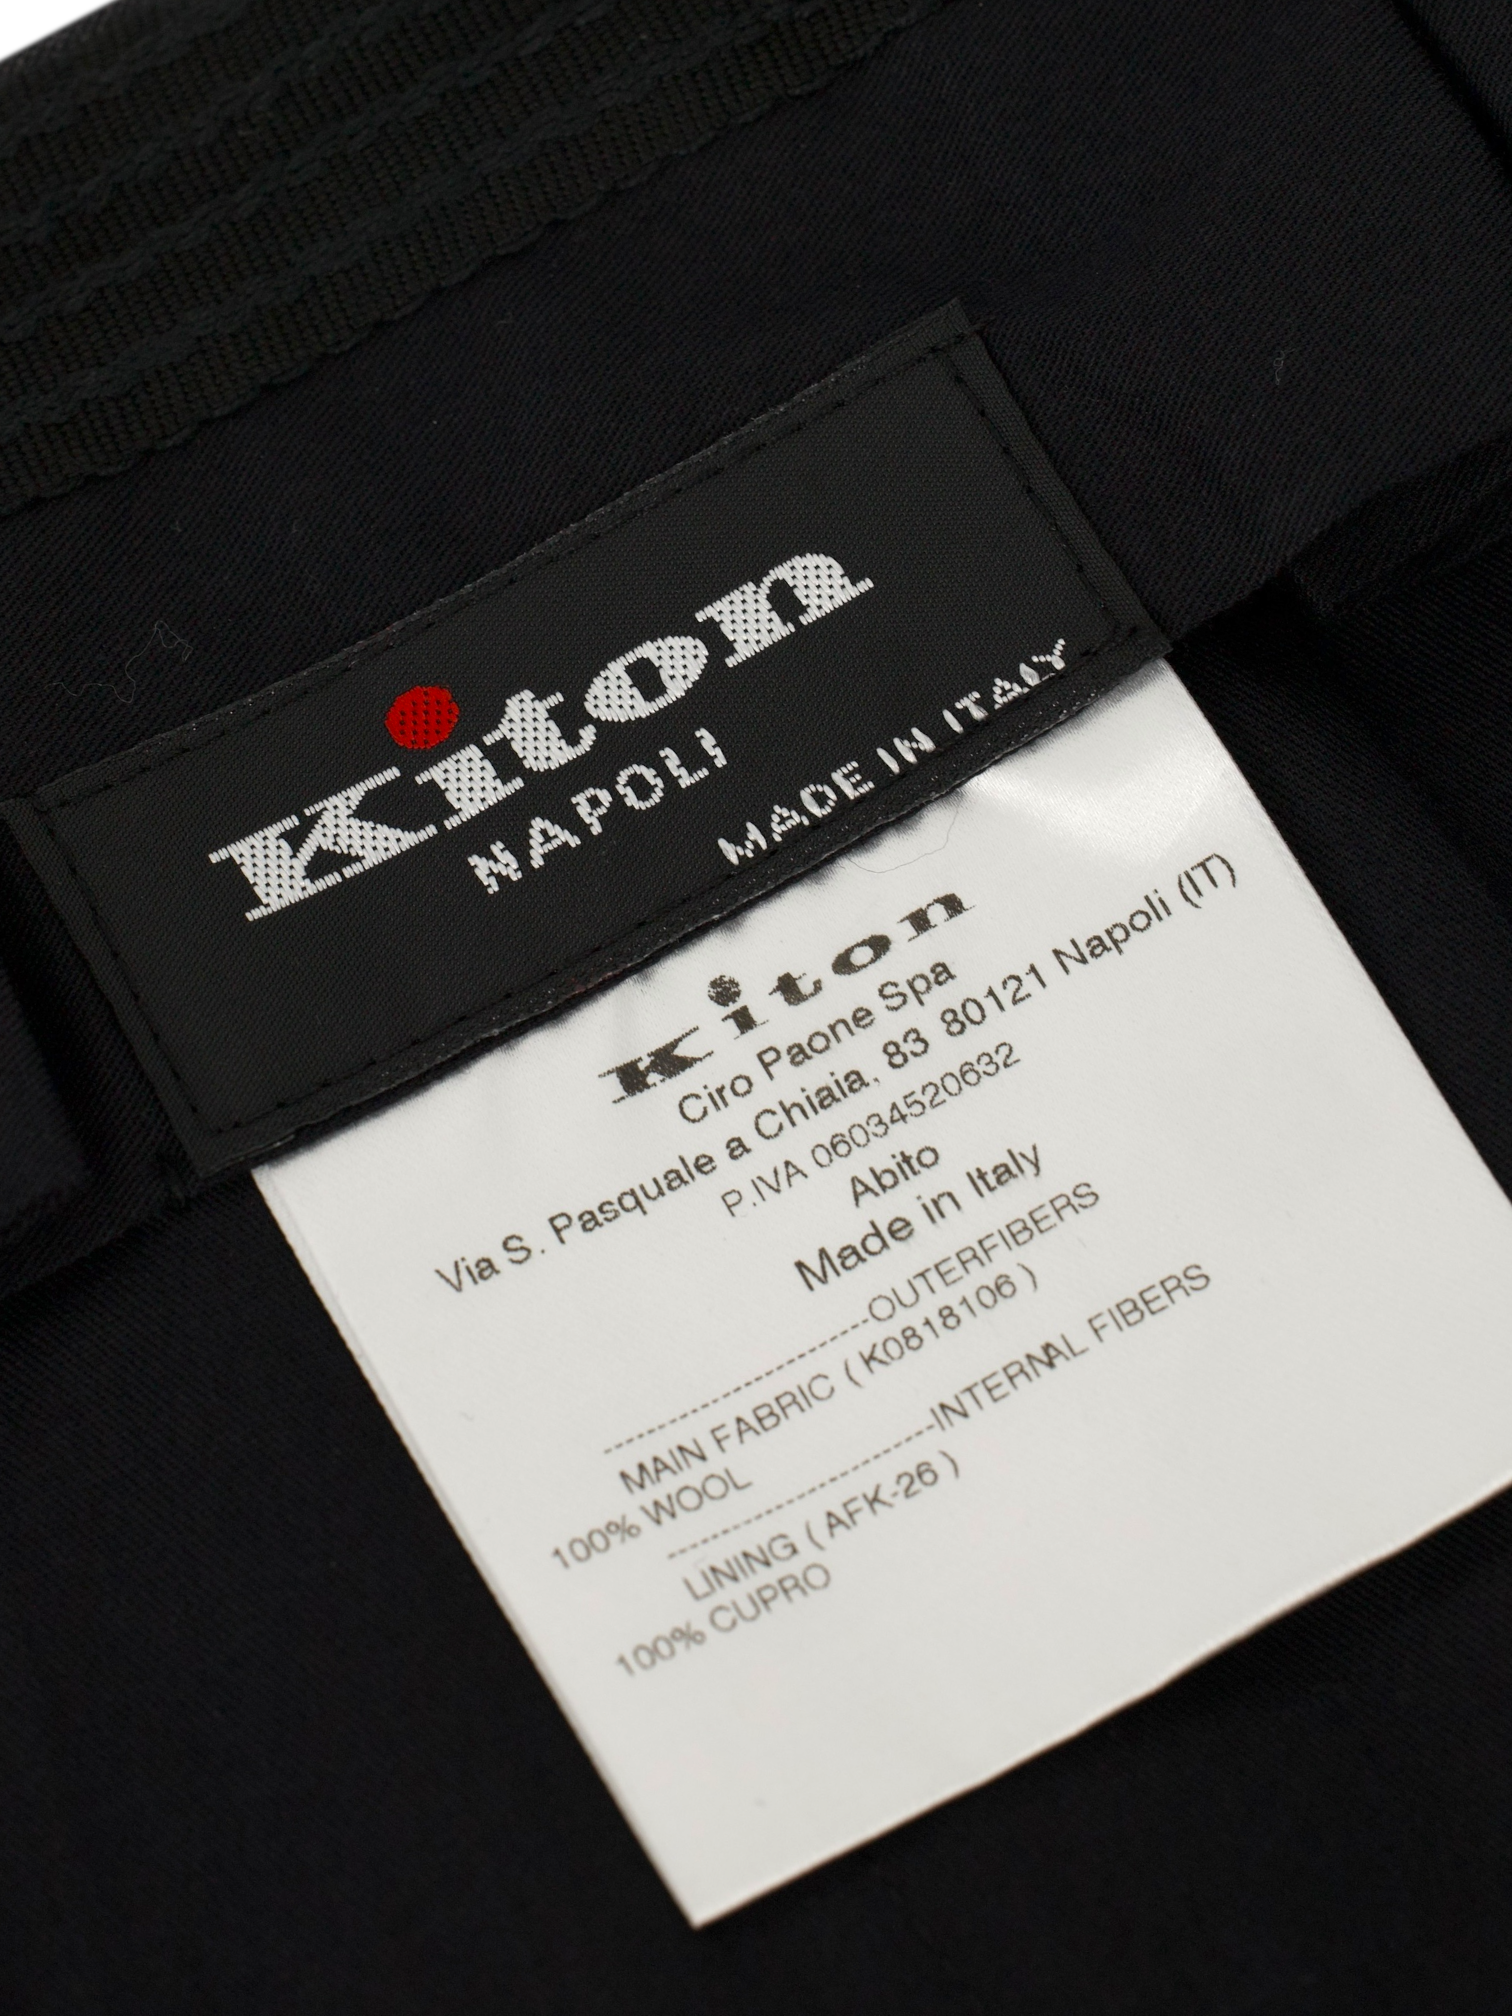 Kiton
NAPOLI
MADE IN ITALY
Kiton
Ciro Paone Spa
Via S. Pasquale a Chiaia, 83 80121 Napoli (IT)
P.IVA 06034520632
Abito
Made in Italy
--------------------OUTERFIBERS
MAIN FABRIC ( K0818106 )
100% WOOL
--------------------INTERNAL FIBERS
LINING ( AFK-26 )
100% CUPRO